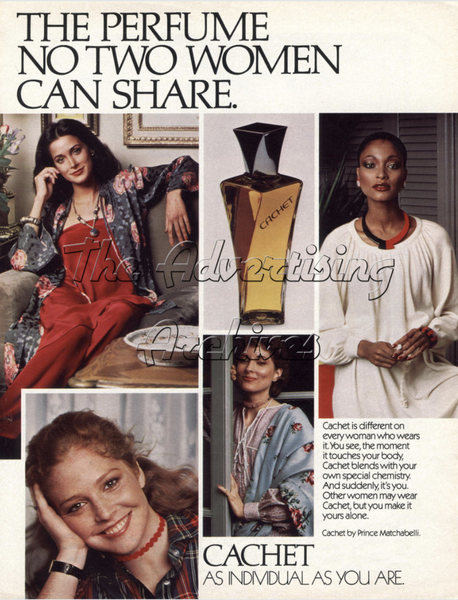 THE PERFUME
NO TWO WOMEN
CAN SHARE.
CACHET
The Advertising
Archives
Cachet is different on
every woman who wears
it. You see, the moment
it touches your body,
Cachet blends with your
own special chemistry.
And suddenly, it's you.
Other women may wear
Cachet, but you make it
yours alone.
Cachet by Prince Matchabelli.
CACHET
AS INDIVIDUAL AS YOU ARE.